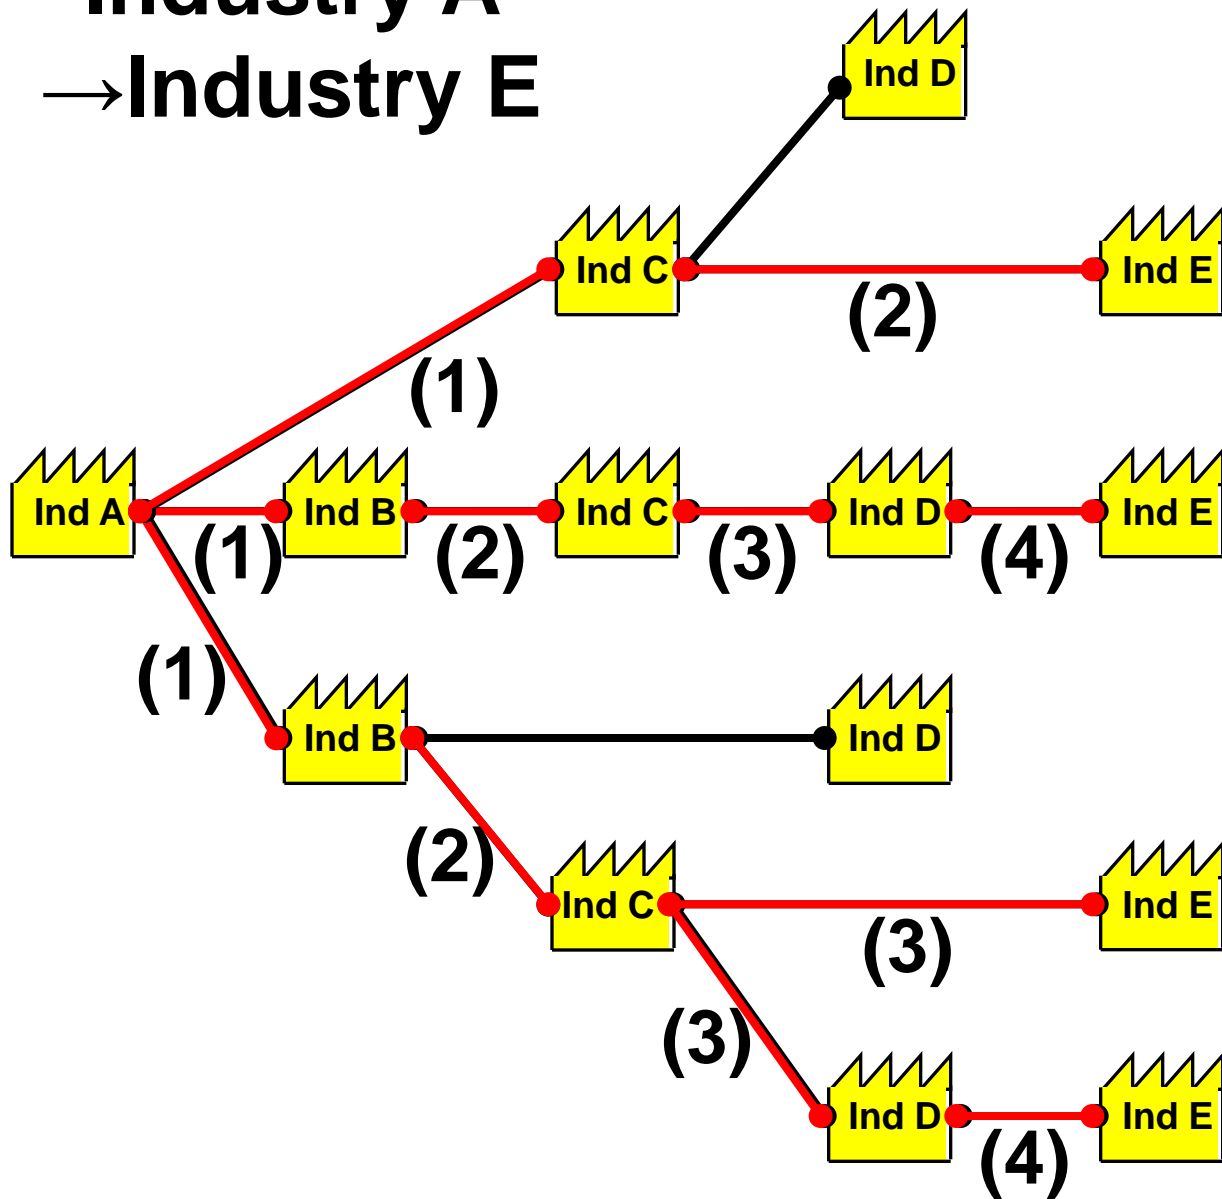 Industry A
→Industry E
Ind D
Ind C
Ind E
(2)
(1)
Ind A
Ind B
Ind C
Ind D
Ind E
(1)
(2)
(3)
(4)
(1)
Ind B
Ind D
(2)
Ind C
Ind E
(3)
(3)
Ind D
Ind E
(4)